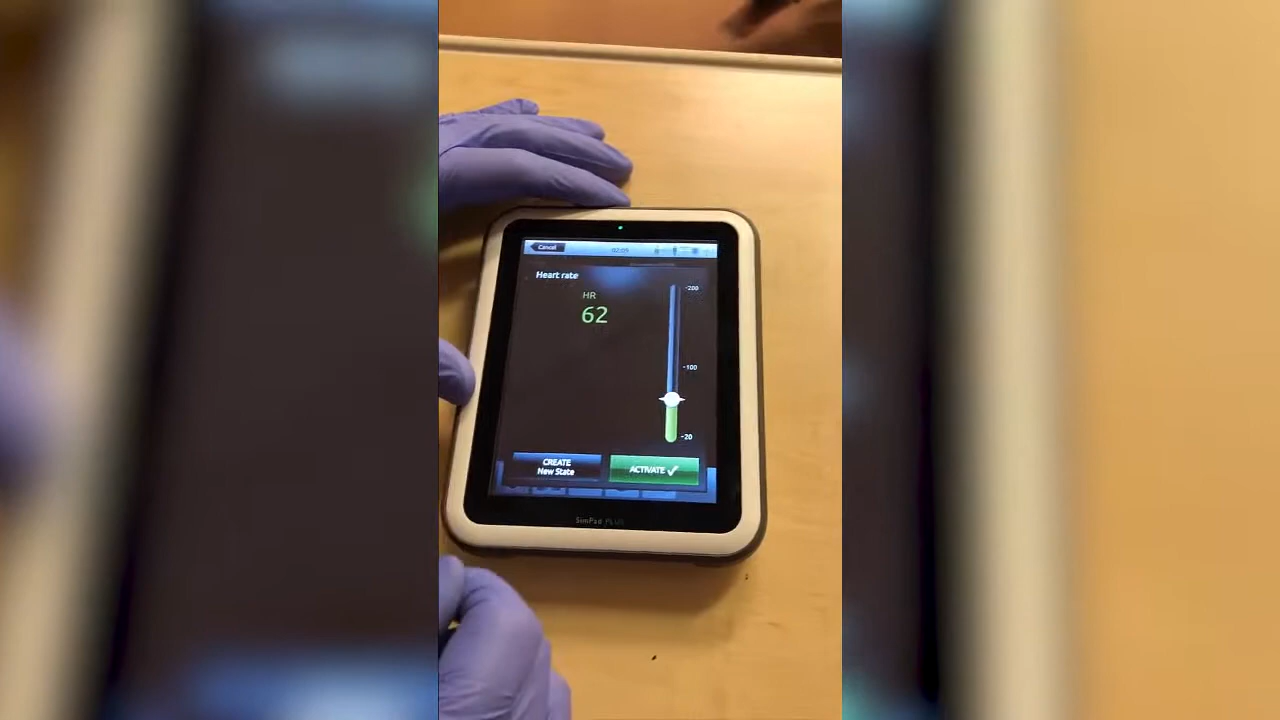 Cancel
Heart rate
HR
62
-200
-100
-20
CREATE
New State
ACTIVATE
SimPad PLUS